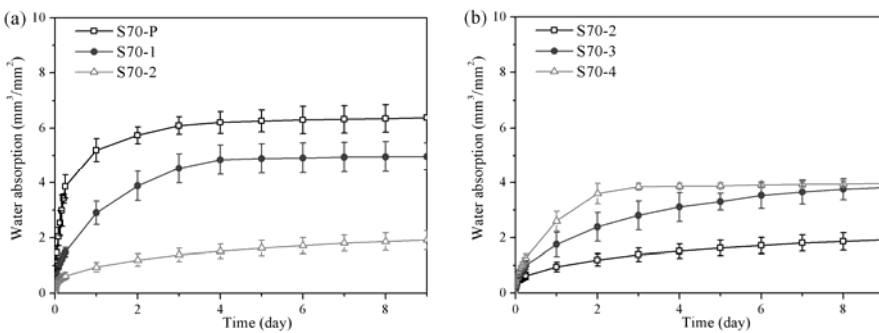 (a)
10
8
6
4
2
0
Water absorption (mm³/mm²)
S70-P
S70-1
S70-2
0 2 4 6 8
Time (day)
(b)
10
8
6
4
2
0
Water absorption (mm³/mm²)
S70-2
S70-3
S70-4
0 2 4 6 8
Time (day)